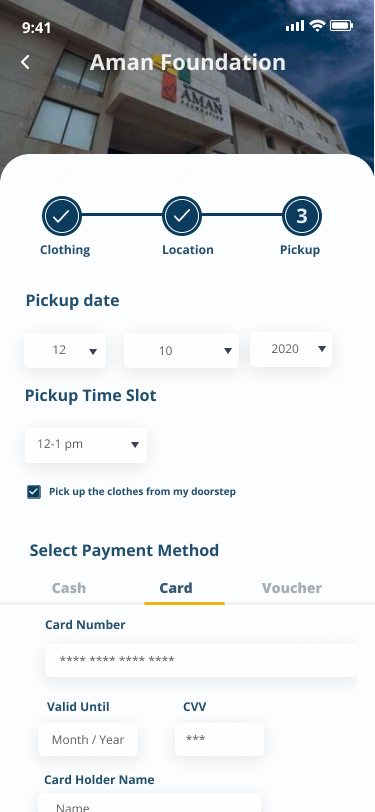 9:41
Aman Foundation
AMAN
FOUNDATION
3
Clothing Location Pickup
Pickup date
12 10 2020
Pickup Time Slot
12-1 pm
Pick up the clothes from my doorstep
Select Payment Method
Cash Card Voucher
Card Number
**** **** **** ****
Valid Until CVV
Month / Year ***
Card Holder Name
Name